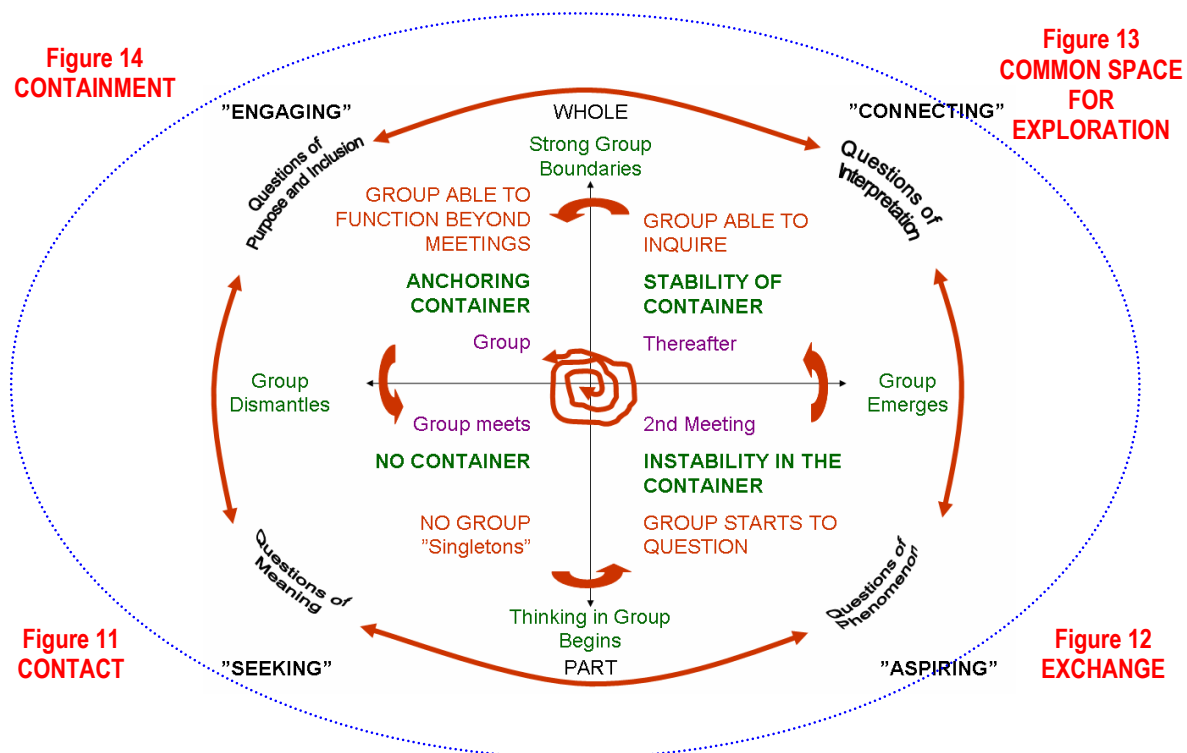 Figure 14
CONTAINMENT
Figure 13
COMMON SPACE
FOR
EXPLORATION
”ENGAGING”
WHOLE
”CONNECTING”
Questions of
Purpose and Inclusion
Strong Group
Boundaries
Questions of
Interpretation
GROUP ABLE TO
FUNCTION BEYOND
MEETINGS
GROUP ABLE TO
INQUIRE
ANCHORING
CONTAINER
STABILITY OF
CONTAINER
Group
Thereafter
Group
Dismantles
Group
Emerges
Group meets
2nd Meeting
NO CONTAINER
INSTABILITY IN THE
CONTAINER
NO GROUP
”Singletons”
GROUP STARTS TO
QUESTION
Questions of
Meaning
Questions of
Phenomenon
Thinking in Group
Begins
PART
Figure 11
CONTACT
”SEEKING”
”ASPIRING”
Figure 12
EXCHANGE